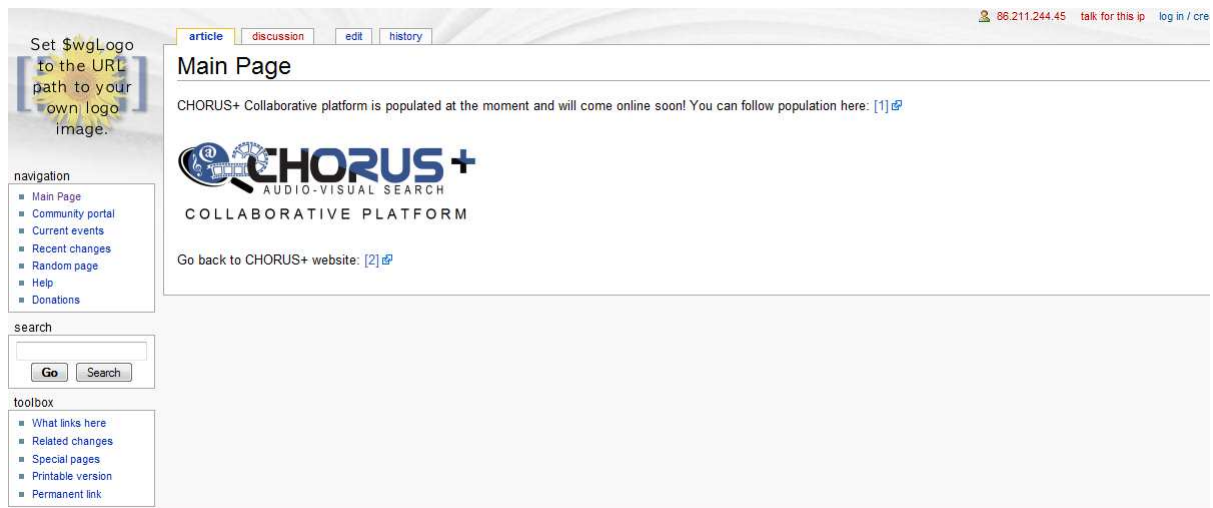 86.211.244.45 talk for this ip log in / cre
Set $wgLogo
to the URL
path to your
own logo
image.
article discussion edit history
Main Page
CHORUS+ Collaborative platform is populated at the moment and will come online soon! You can follow population here: [1]
@ CHORUS+
AUDIO-VISUAL SEARCH
COLLABORATIVE PLATFORM
Go back to CHORUS+ website: [2]
navigation
Main Page
Community portal
Current events
Recent changes
Random page
Help
Donations
search
Go Search
toolbox
What links here
Related changes
Special pages
Printable version
Permanent link